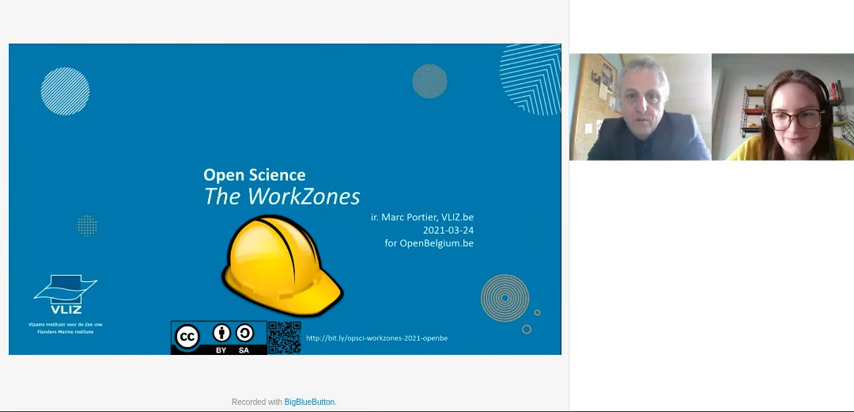 Open Science
The WorkZones
ir. Marc Portier, VLIZ.be
2021-03-24
for OpenBelgium.be
VLIZ
Vlaams Instituut voor de Zee vzw
Flanders Marine Institute
cc
BY SA
http://bit.ly/opsci-workzones-2021-openbe
Recorded with BigBlueButton.